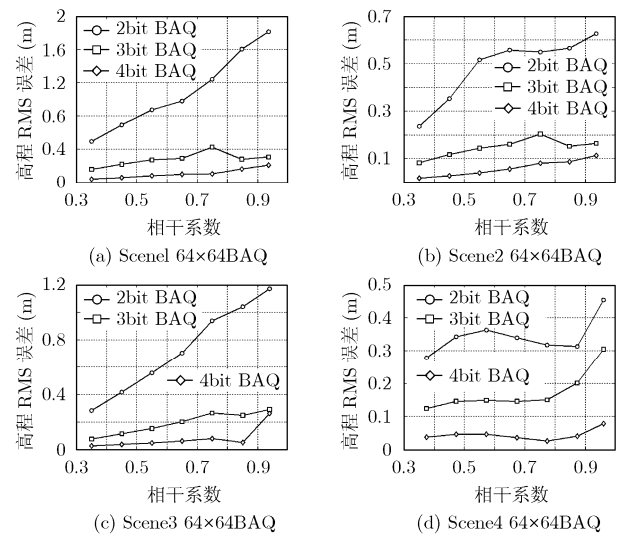 高程 RMS 误差 (m)
2
1.6
1.2
0.6
0.4
0
2bit BAQ
3bit BAQ
4bit BAQ
0.3 0.5 0.7 0.9
相干系数
(a) Scenel 64×64BAQ
高程 RMS 误差 (m)
0.7
0.5
0.3
0.1
2bit BAQ
3bit BAQ
4bit BAQ
0.3 0.5 0.7 0.9
相干系数
(b) Scene2 64×64BAQ
高程 RMS 误差 (m)
1.2
0.8
0.4
0
2bit BAQ
3bit BAQ
4bit BAQ
0.3 0.5 0.7 0.9
相干系数
(c) Scene3 64×64BAQ
高程 RMS 误差 (m)
0.5
0.4
0.3
0.2
0.1
0
2bit BAQ
3bit BAQ
4bit BAQ
0.3 0.5 0.7 0.9
相干系数
(d) Scene4 64×64BAQ